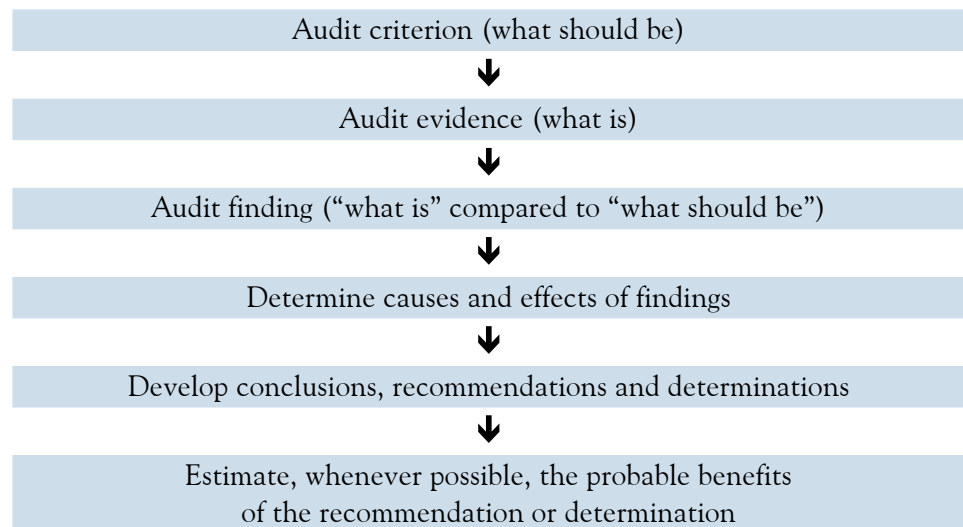 Audit criterion (what should be)
Audit evidence (what is)
Audit finding (“what is” compared to “what should be”)
Determine causes and effects of findings
Develop conclusions, recommendations and determinations
Estimate, whenever possible, the probable benefits
of the recommendation or determination